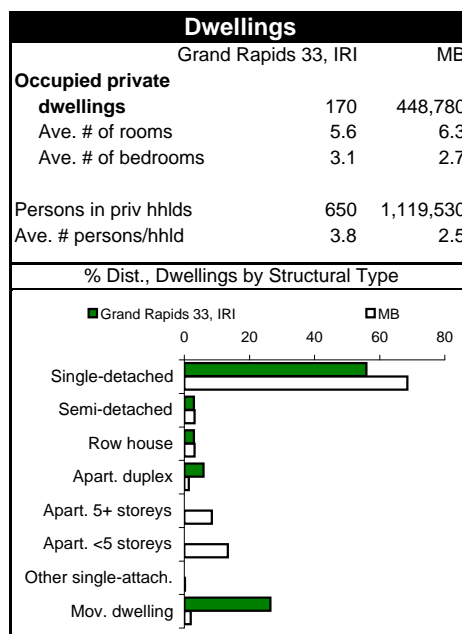 Dwellings
Grand Rapids 33, IRI MB
Occupied private
dwellings 170 448,780
Ave. # of rooms 5.6 6.3
Ave. # of bedrooms 3.1 2.7
Persons in priv hhlds 650 1,119,530
Ave. # persons/hhld 3.8 2.5
% Dist., Dwellings by Structural Type
Grand Rapids 33, IRI MB
0 20 40 60 80
Single-detached
Semi-detached
Row house
Apart. duplex
Apart. 5+ storeys
Apart. <5 storeys
Other single-attach.
Mov. dwelling